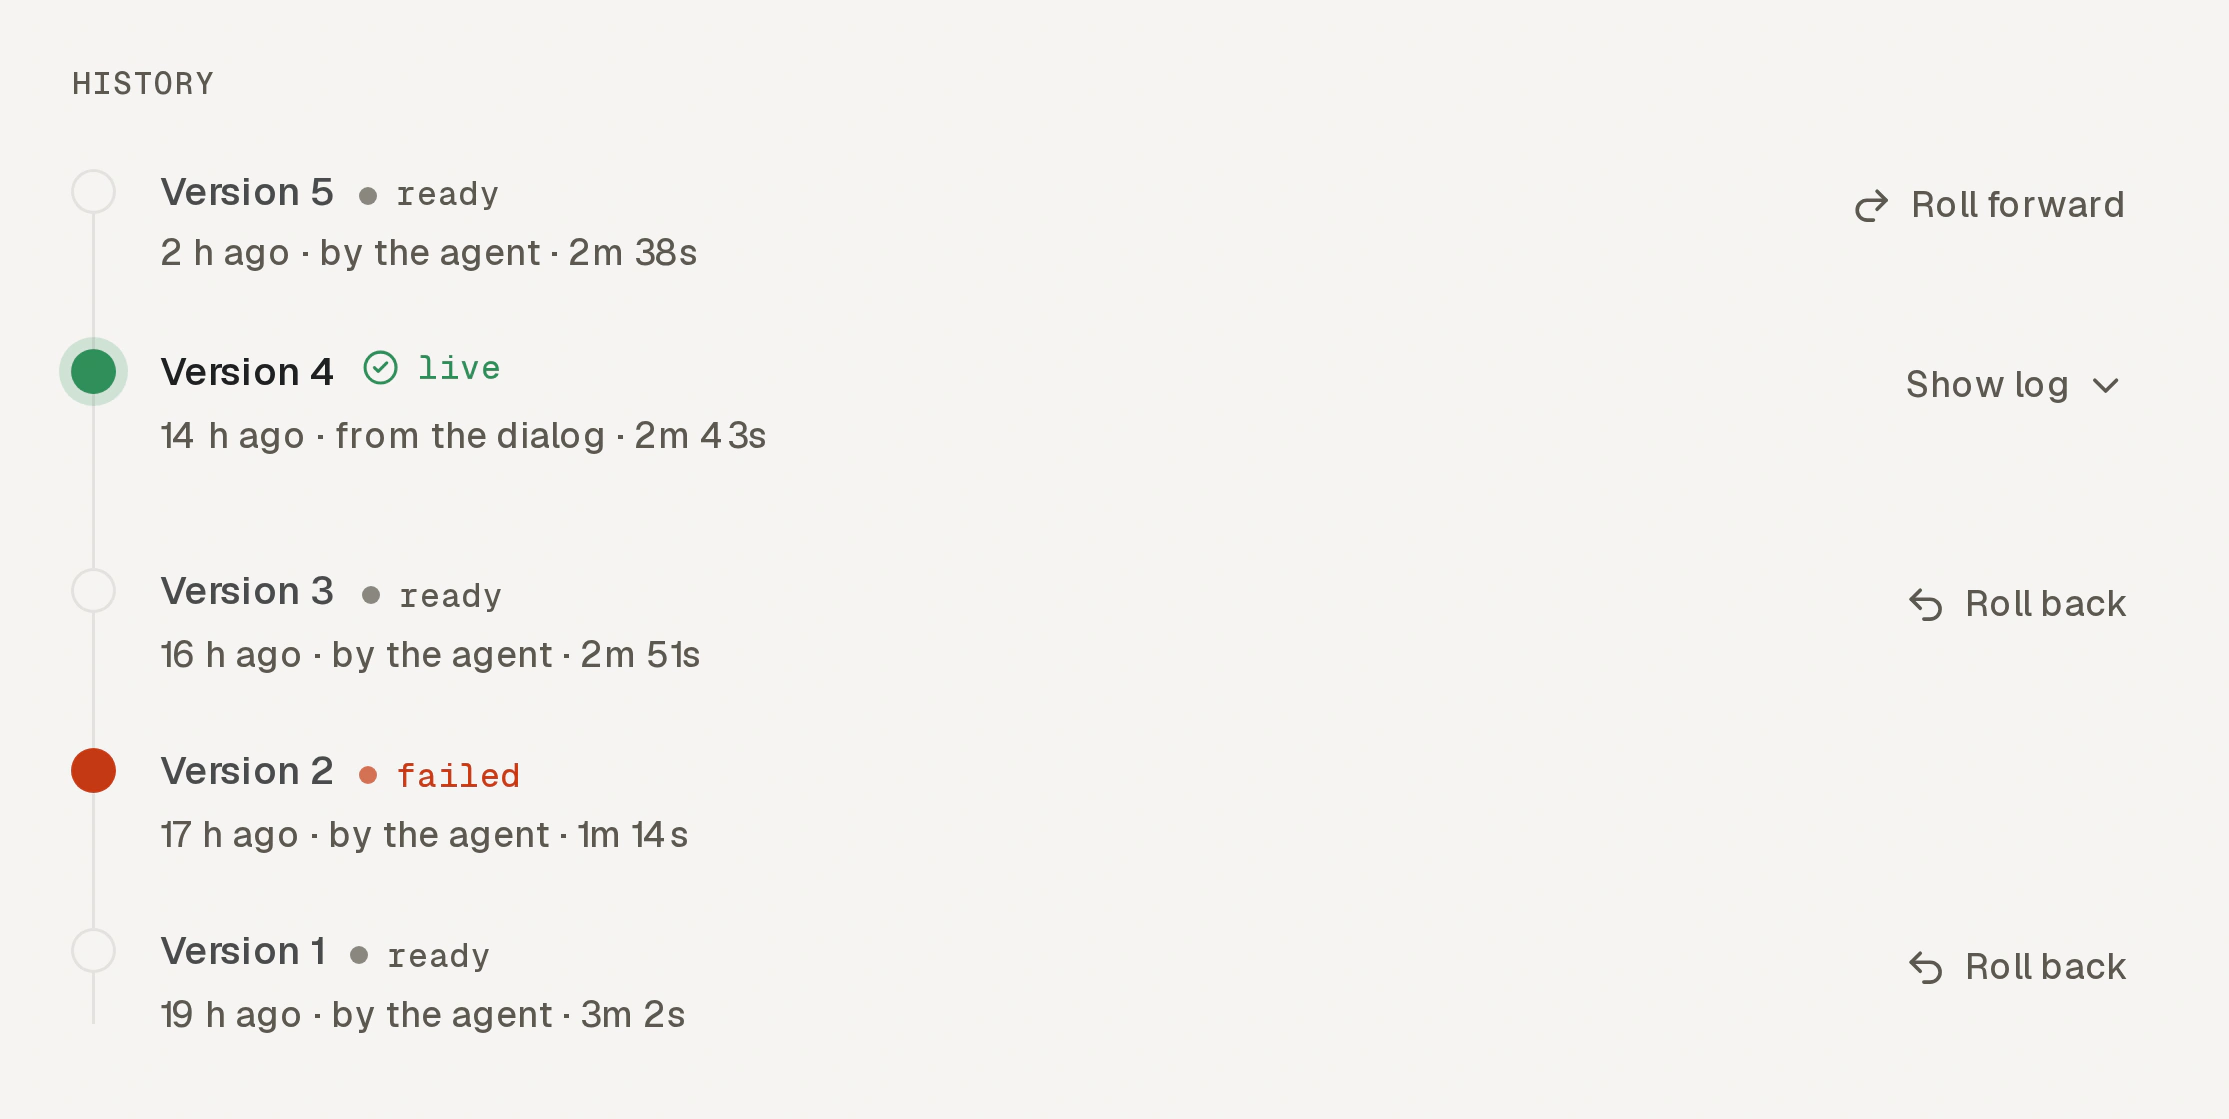 HISTORY
Version 5 ready
Roll forward
2 h ago · by the agent · 2m 38s
Version 4 live
Show log
14 h ago · from the dialog · 2m 43s
Version 3 ready
Roll back
16 h ago · by the agent · 2m 51s
Version 2 failed
17 h ago · by the agent · 1m 14s
Version 1 ready
Roll back
19 h ago · by the agent · 3m 2s